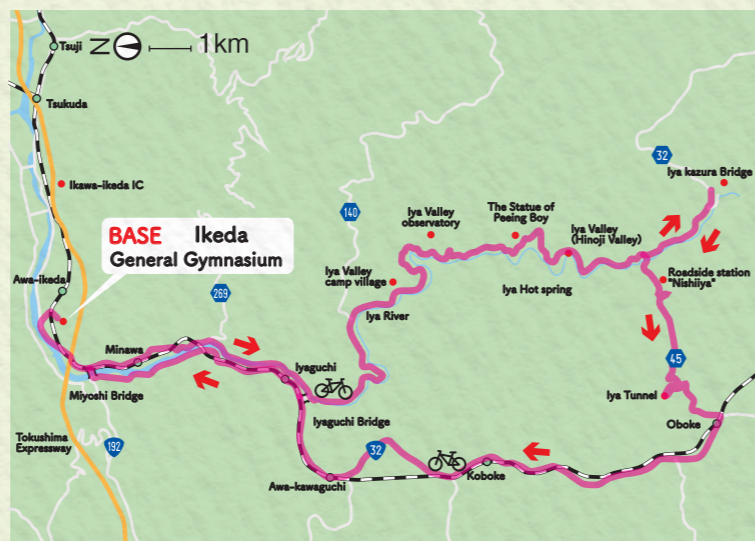 Tsuji
Z
1km
Tsukuda
32
Iya kazura Bridge
Ikawa-ikeda IC
140
Iya Valley
observatory
The Statue of
Peeing Boy
Iya Valley
(Hinoji Valley)
BASE Ikeda
General Gymnasium
Awa-ikeda
269
Iya Valley
camp village
Iya Hot spring
Roadside station
"Nishiiya"
Iya River
Minawa
Iyaguchi
45
Miyoshi Bridge
Iya Tunnel
Iyaguchi Bridge
Oboke
Tokushima
Expressway
192
32
Koboke
Awa-kawaguchi